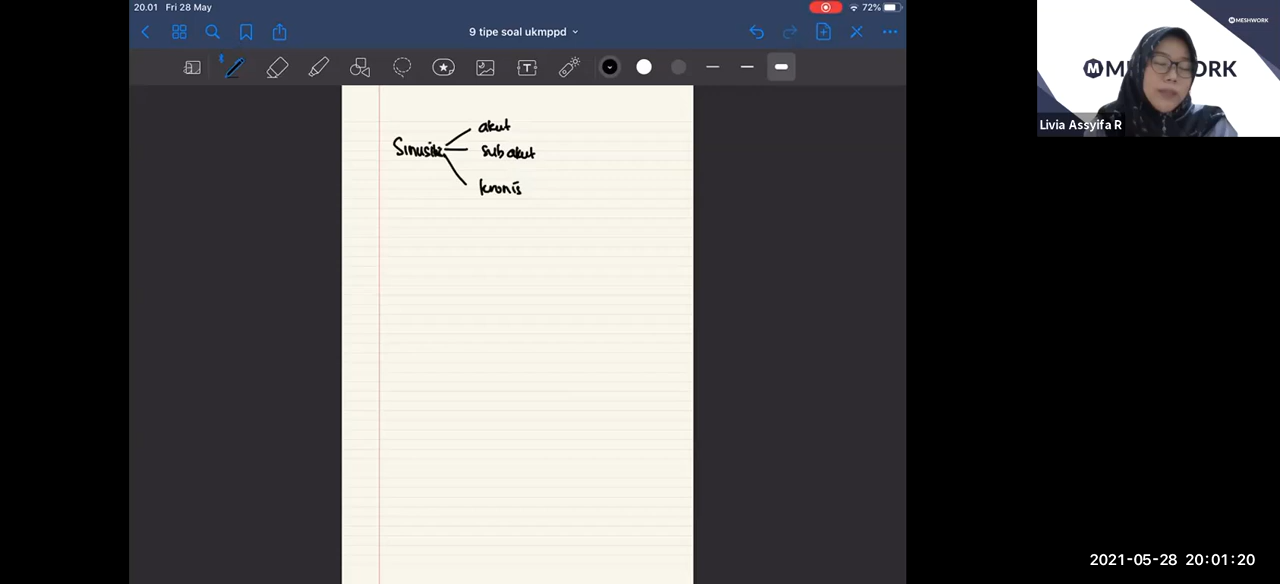 20.01 Fri 28 May
72%
9 tipe soal ukmppd
akut
Sinusitis
sub akut
kronis
MESHWORK
M RK
Livia Assyifa R
2021-05-28 20:01:20